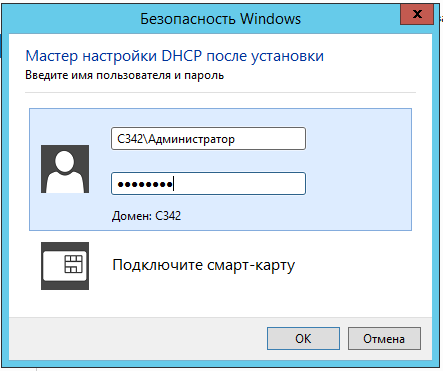 Безопасность Windows
Мастер настройки DHCP после установки
Введите имя пользователя и пароль
C342\Администратор
●●●●●●●●
Домен: C342
Подключите смарт-карту
ОК
Отмена